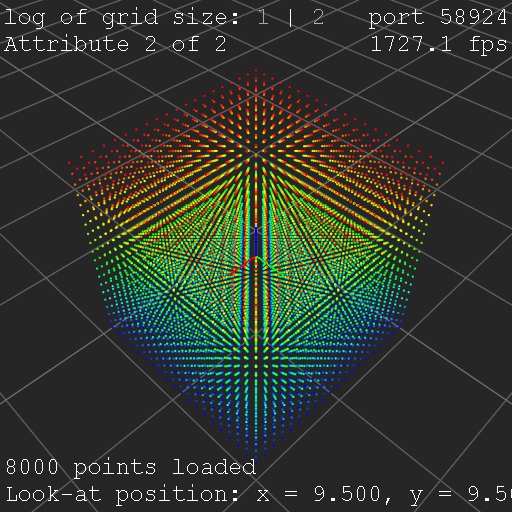 log of grid size: 1 | 2 port 58924
Attribute 2 of 2 1727.1 fps
8000 points loaded
Look-at position: x = 9.500, y = 9.50